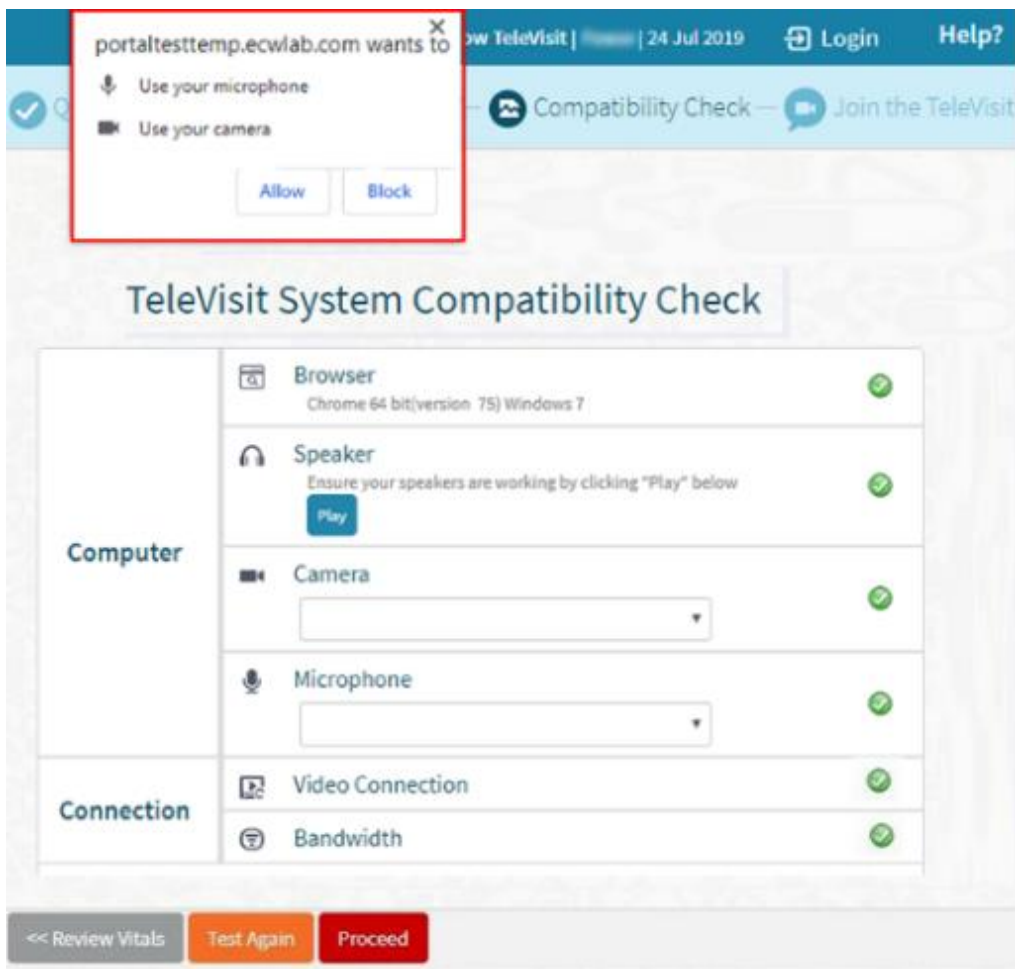 portaltesttemp.ecwlab.com wants to
Use your microphone
Use your camera
Allow
Block
ow TeleVisit | | 24 Jul 2019
Login
Help?
Q
Compatibility Check
Join the TeleVisit
TeleVisit System Compatibility Check
Computer
Browser
Chrome 64 bit(version 75) Windows 7
Speaker
Ensure your speakers are working by clicking "Play" below
Play
Camera
Microphone
Connection
Video Connection
Bandwidth
<< Review Vitals
Test Again
Proceed